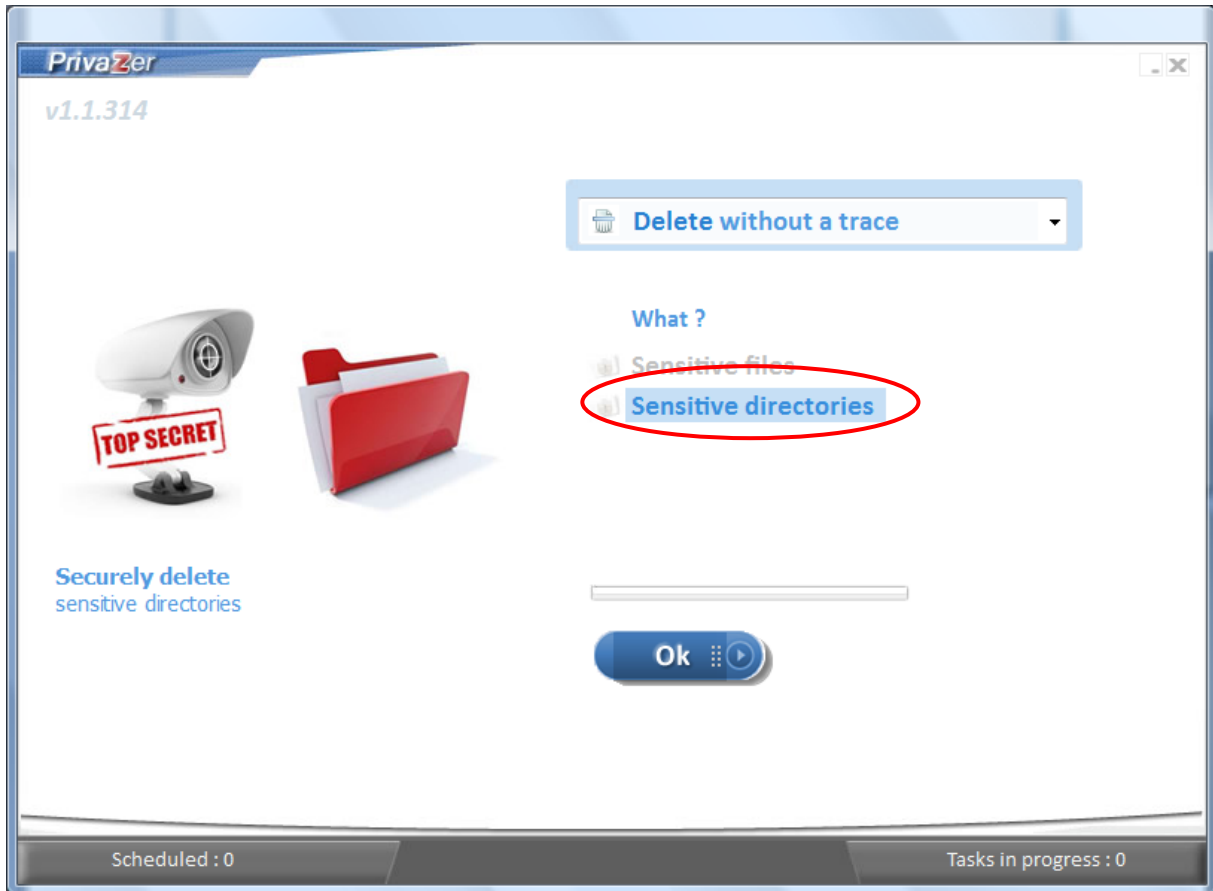 PrivaZer
v1.1.314
Delete without a trace
What ?
Sensitive files
Sensitive directories
TOP SECRET
Securely delete
sensitive directories
Ok
Scheduled : 0
Tasks in progress : 0